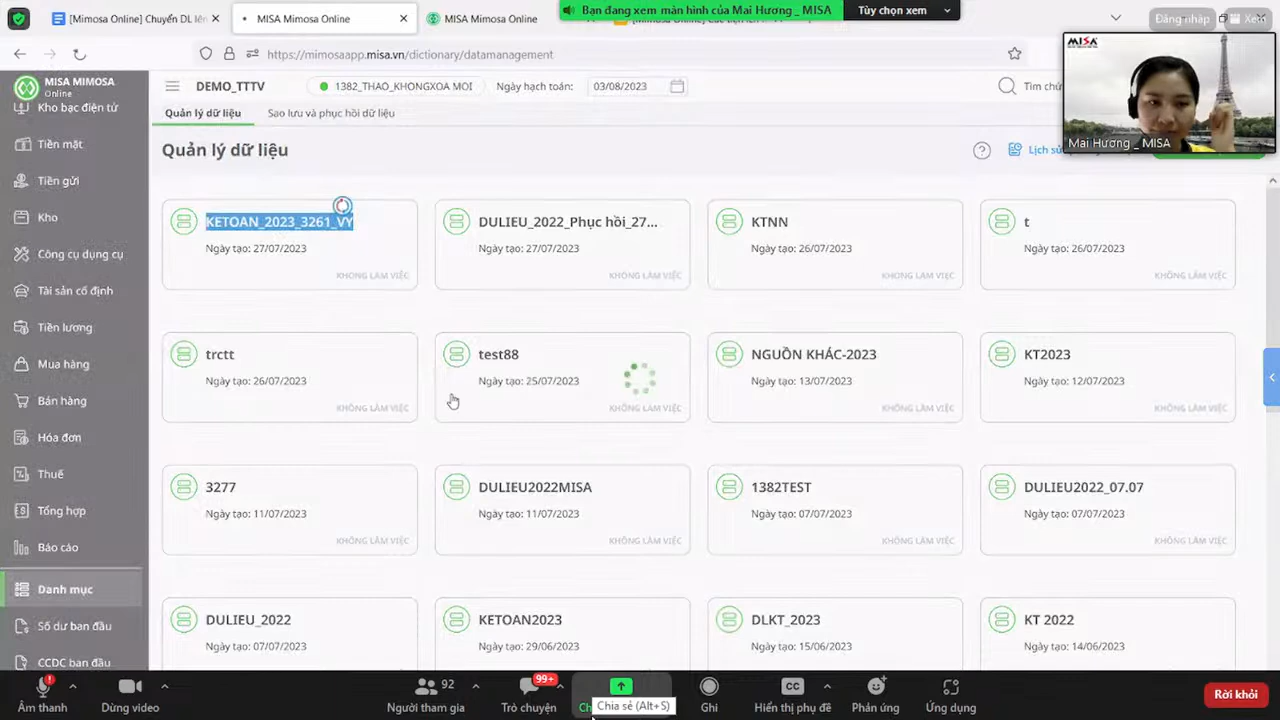 [Mimosa Online] Chuyển DL lên
MISA Mimosa Online
MISA Mimosa Online
Bạn đang xem màn hình của Mai Hương _ MISA
Tùy chọn xem
Đăng nhập
Xem
https://mimosaapp.misa.vn/dictionary/datamanagement
MISA MIMOSA
Online
DEMO_TTTV
1382_THAO_KHONGXOA MOI
Ngày hạch toán:
03/08/2023
Tìm chứ
MISA
Mai Hương _ MISA
Quản lý dữ liệu
Sao lưu và phục hồi dữ liệu
Quản lý dữ liệu
Lịch sử
Kho bạc điện tử
Tiền mặt
Tiền gửi
Kho
Công cụ dụng cụ
Tài sản cố định
Tiền lương
Mua hàng
Bán hàng
Hóa đơn
Thuế
Tổng hợp
Báo cáo
Danh mục
Số dư ban đầu
CCDC ban đầu
KETOAN_2023_3261_VY
Ngày tạo: 27/07/2023
KHÔNG LÀM VIỆC
DULIEU_2022_Phục hồi_27...
Ngày tạo: 27/07/2023
KHÔNG LÀM VIỆC
KTNN
Ngày tạo: 26/07/2023
KHÔNG LÀM VIỆC
t
Ngày tạo: 26/07/2023
KHÔNG LÀM VIỆC
trctt
Ngày tạo: 26/07/2023
KHÔNG LÀM VIỆC
test88
Ngày tạo: 25/07/2023
KHÔNG LÀM VIỆC
NGUỒN KHÁC-2023
Ngày tạo: 13/07/2023
KHÔNG LÀM VIỆC
KT2023
Ngày tạo: 12/07/2023
KHÔNG LÀM VIỆC
3277
Ngày tạo: 11/07/2023
KHÔNG LÀM VIỆC
DULIEU2022MISA
Ngày tạo: 11/07/2023
KHÔNG LÀM VIỆC
1382TEST
Ngày tạo: 07/07/2023
KHÔNG LÀM VIỆC
DULIEU2022_07.07
Ngày tạo: 07/07/2023
KHÔNG LÀM VIỆC
DULIEU_2022
Ngày tạo: 07/07/2023
KETOAN2023
Ngày tạo: 29/06/2023
DLKT_2023
Ngày tạo: 15/06/2023
KT 2022
Ngày tạo: 14/06/2023
Âm thanh
Dừng video
92
Người tham gia
99+
Trò chuyện
Ch
Chia sẻ (Alt+S)
Ghi
CC
Hiển thị phụ đề
Phản ứng
Ứng dụng
Rời khỏi